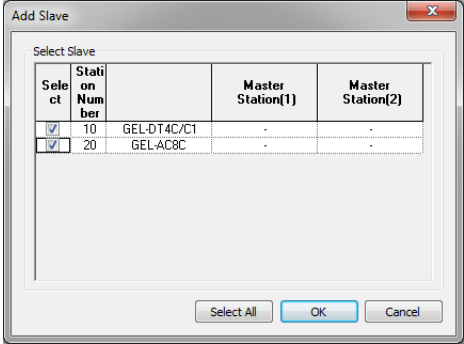 Add Slave
Select Slave
Sele
ct
Stati
on
Num
ber
Master
Station(1)
Master
Station(2)
10 GEL-DT4C/C1 - -
20 GEL-AC8C - -
Select All OK Cancel